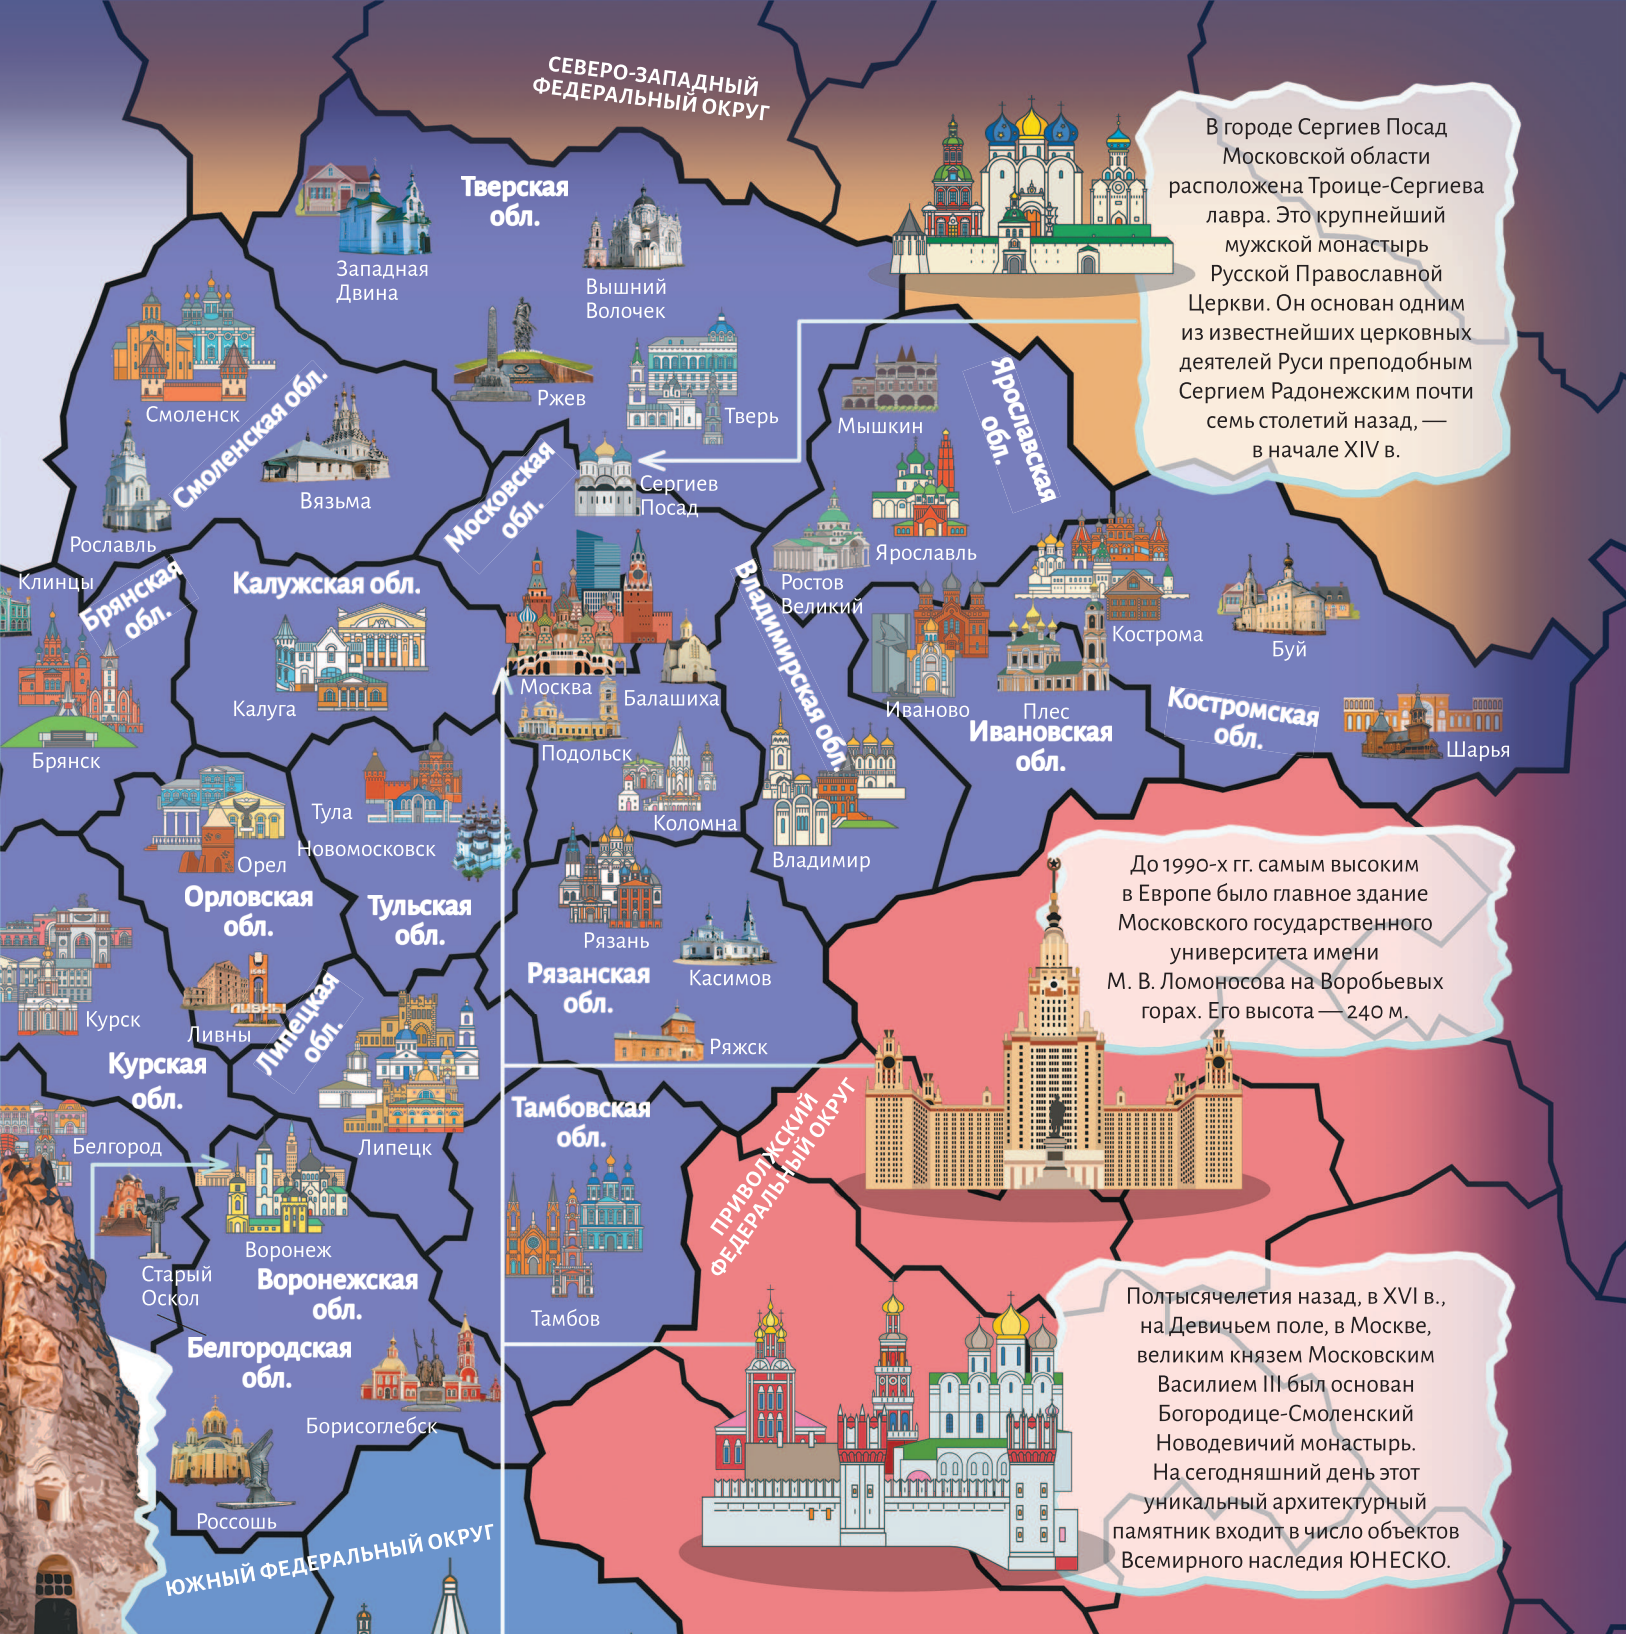 СЕВЕРО-ЗАПАДНЫЙ
ФЕДЕРАЛЬНЫЙ ОКРУГ
В городе Сергиев Посад
Московской области
расположена Троице-Сергиева
лавра. Это крупнейший
мужской монастырь
Русской Православной
Церкви. Он основан одним
из известнейших церковных
деятелей Руси преподобным
Сергием Радонежским почти
семь столетий назад, —
в начале XIV в.
Тверская
обл.
Западная
Двина
Вышний
Волочек
Ржев
Тверь
Смоленск
Смоленская обл.
Вязьма
Рославль
Мышкин
Ярославская
обл.
Ярославль
Ростов
Великий
Московская
обл.
Сергиев
Посад
Клинцы
Брянская
обл.
Брянск
Калужская обл.
Калуга
Москва
Балашиха
Подольск
Коломна
Владимирская обл.
Владимир
Иваново
Плес
Ивановская
обл.
Кострома
Буй
Костромская
обл.
Шарья
Тула
Новомосковск
Тульская
обл.
Орел
Орловская
обл.
Ливны
ЛИВНЫ
Рязань
Касимов
Рязанская
обл.
Ряжск
До 1990-х гг. самым высоким
в Европе было главное здание
Московского государственного
университета имени
М. В. Ломоносова на Воробьевых
горах. Его высота — 240 м.
Курск
Курская
обл.
Липецкая
обл.
Липецк
Тамбовская
обл.
Тамбов
ПРИВОЛЖСКИЙ
ФЕДЕРАЛЬНЫЙ ОКРУГ
Белгород
Старый
Оскол
Воронеж
Воронежская
обл.
Белгородская
обл.
Борисоглебск
Россошь
ЮЖНЫЙ ФЕДЕРАЛЬНЫЙ ОКРУГ
Полтысячелетия назад, в XVI в.,
на Девичьем поле, в Москве,
великим князем Московским
Василием III был основан
Богородице-Смоленский
Новодевичий монастырь.
На сегодняшний день этот
уникальный архитектурный
памятник входит в число объектов
Всемирного наследия ЮНЕСКО.